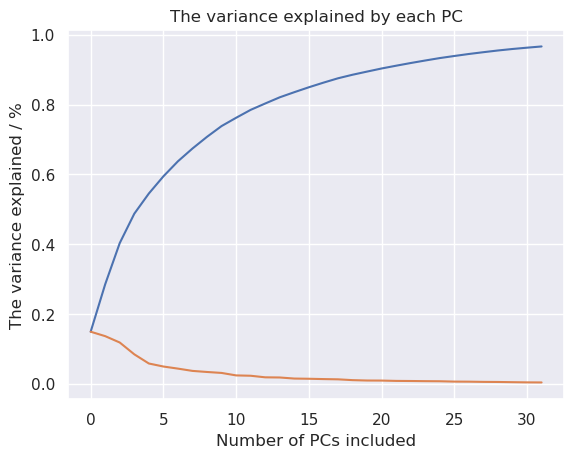 The variance explained by each PC
The variance explained / %
1.0
0.8
0.6
0.4
0.2
0.0
0 5 10 15 20 25 30
Number of PCs included